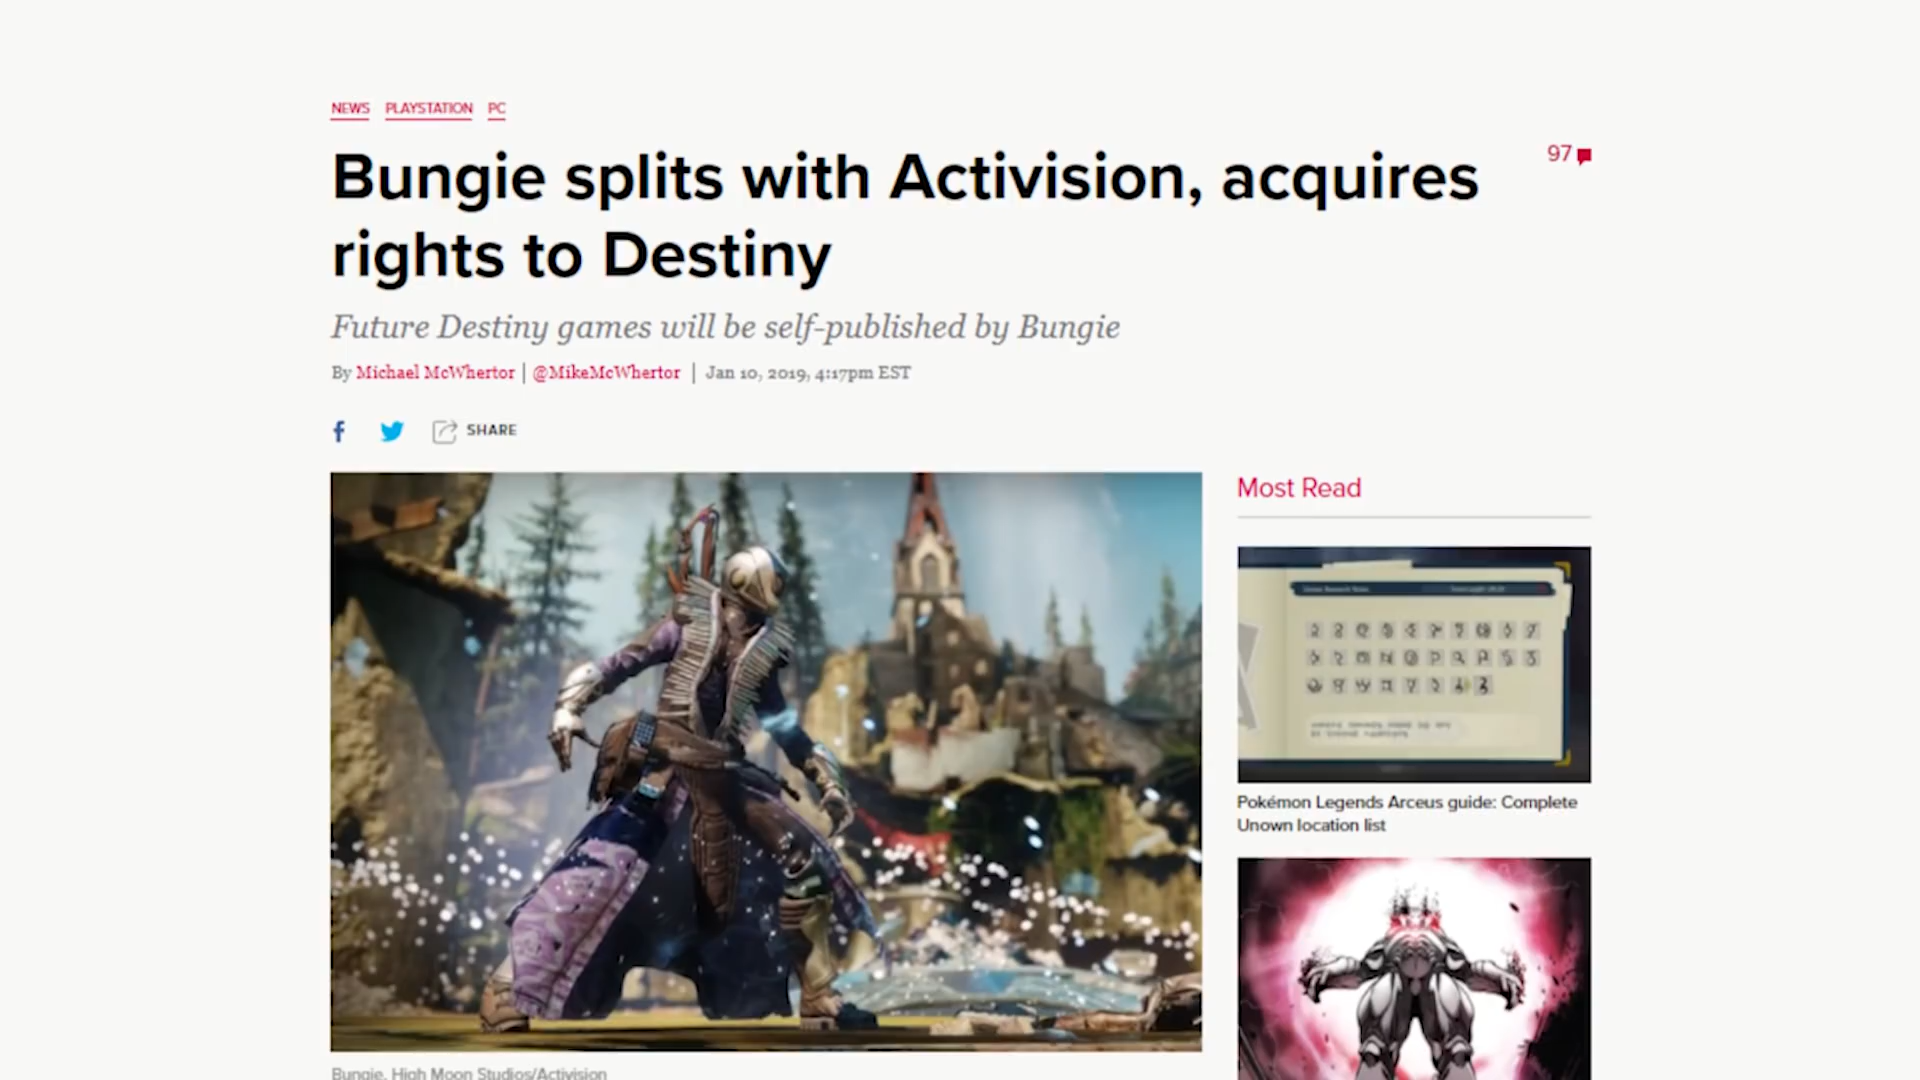 NEWS PLAYSTATION PC
Bungie splits with Activision, acquires
rights to Destiny
97
Future Destiny games will be self-published by Bungie
By Michael McWhertor | @MikeMcWhertor | Jan 10, 2019, 4:17pm EST
f SHARE
Most Read
Pokémon Legends Arceus guide: Complete
Unown location list
Bungie, High Moon Studios/Activision